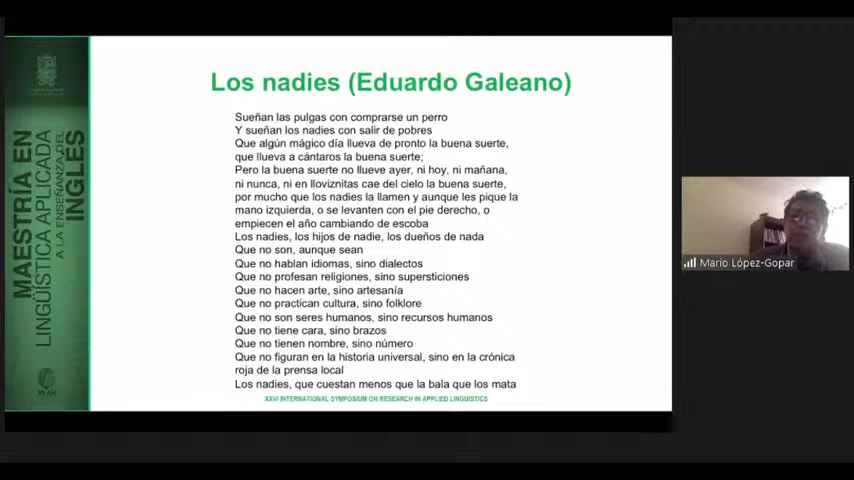 Los nadies (Eduardo Galeano)
Sueñan las pulgas con comprarse un perro
Y sueñan los nadies con salir de pobres
Que algún mágico día llueva de pronto la buena suerte,
que llueva a cántaros la buena suerte;
Pero la buena suerte no llueve ayer, ni hoy, ni mañana,
ni nunca, ni en lloviznitas cae del cielo la buena suerte,
por mucho que los nadies la llamen y aunque les pique la
mano izquierda, o se levanten con el pie derecho, o
empiecen el año cambiando de escoba
Los nadies, los hijos de nadie, los dueños de nada
Que no son, aunque sean
Que no hablan idiomas, sino dialectos
Que no profesan religiones, sino supersticiones
Que no hacen arte, sino artesanía
Que no practican cultura, sino folklore
Que no son seres humanos, sino recursos humanos
Que no tiene cara, sino brazos
Que no tienen nombre, sino número
Que no figuran en la historia universal, sino en la crónica
roja de la prensa local
Los nadies, que cuestan menos que la bala que los mata
XXVI INTERNATIONAL SYMPOSIUM ON RESEARCH IN APPLIED LINGUISTICS
MAESTRÍA EN
LINGÜÍSTICA APLICADA
A LA ENSEÑANZA DEL
INGLÉS
Mario López-Gopar